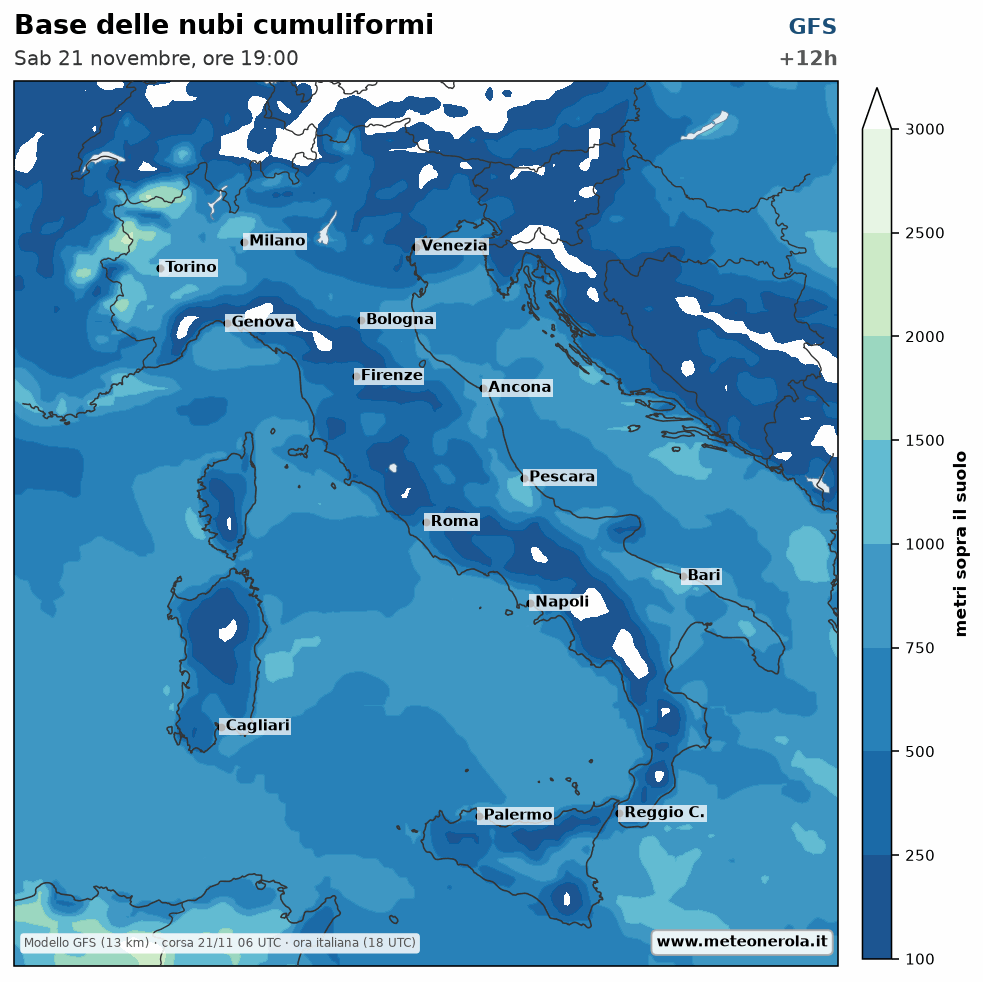 Base delle nubi cumuliformi
GFS
Sab 21 novembre, ore 19:00
+12h
3000
2500
2000
1500
1000
750
500
250
100
metri sopra il suolo
Milano
Venezia
Torino
Genova
Bologna
Firenze
Ancona
Pescara
Roma
Bari
Napoli
Cagliari
Palermo
Reggio C.
Modello GFS (13 km) · corsa 21/11 06 UTC · ora italiana (18 UTC)
www.meteonerola.it